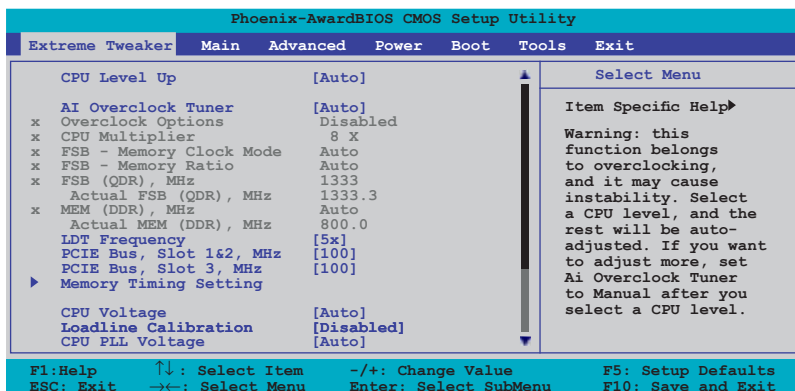 Phoenix-AwardBIOS CMOS Setup Utility
Extreme Tweaker Main Advanced Power Boot Tools Exit
CPU Level Up [Auto]
AI Overclock Tuner [Auto]
x Overclock Options Disabled
x CPU Multiplier 8 X
x FSB - Memory Clock Mode Auto
x FSB - Memory Ratio Auto
x FSB (QDR), MHz 1333
Actual FSB (QDR), MHz 1333.3
x MEM (DDR), MHz Auto
Actual MEM (DDR), MHz 800.0
LDT Frequency [5x]
PCIE Bus, Slot 1&2, MHz [100]
PCIE Bus, Slot 3, MHz [100]
Memory Timing Setting
CPU Voltage [Auto]
Loadline Calibration [Disabled]
CPU PLL Voltage [Auto]
Select Menu
Item Specific Help
Warning: this
function belongs
to overclocking,
and it may cause
instability. Select
a CPU level, and the
rest will be auto-
adjusted. If you want
to adjust more, set
Ai Overclock Tuner
to Manual after you
select a CPU level.
F1:Help ↑↓ : Select Item -/+: Change Value F5: Setup Defaults
ESC: Exit →←: Select Menu Enter: Select SubMenu F10: Save and Exit